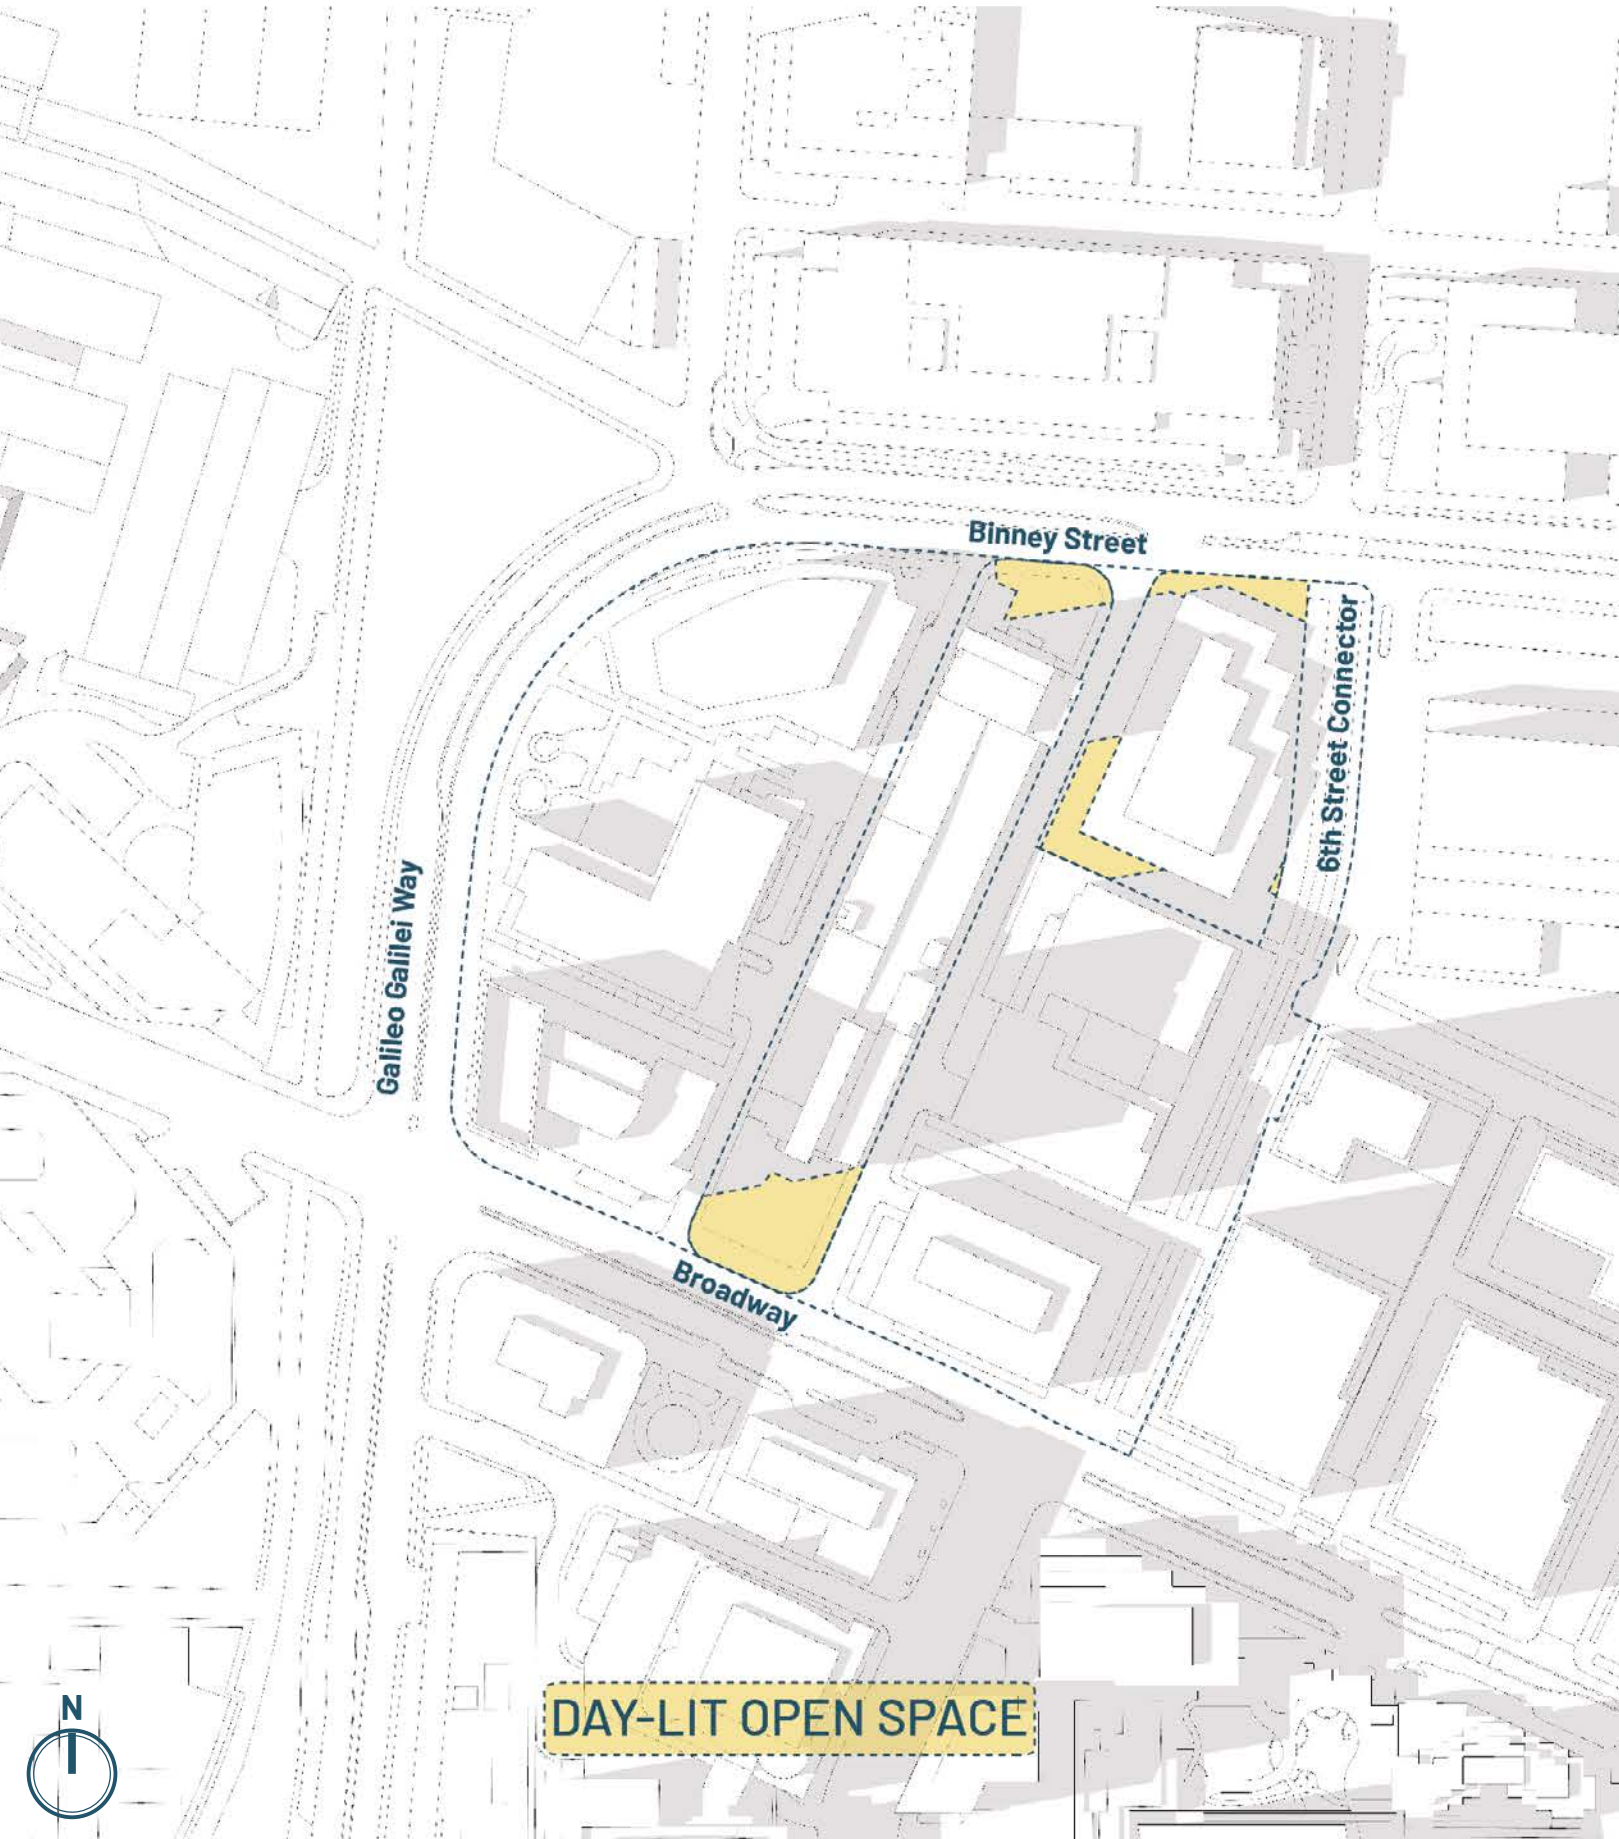 Binney Street
6th Street Connector
Galileo Galilei Way
Broadway
DAY-LIT OPEN SPACE
N